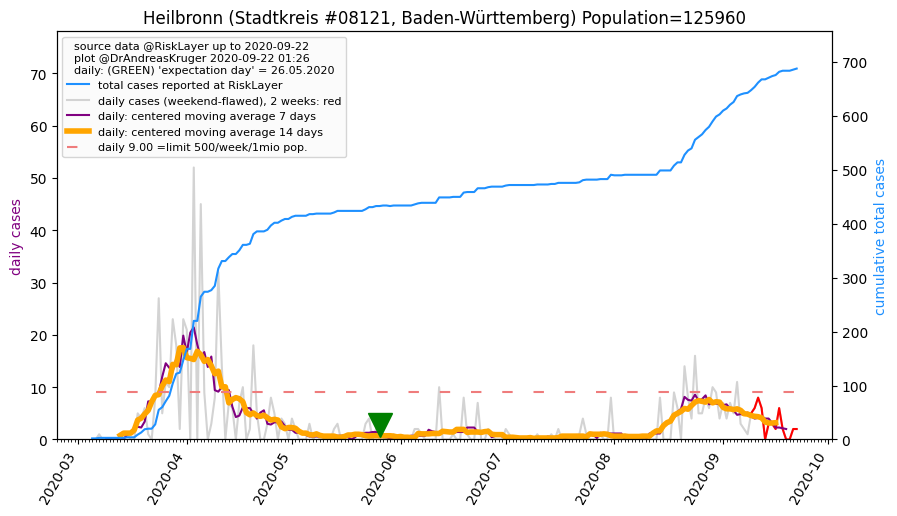 Heilbronn (Stadtkreis #08121, Baden-Württemberg) Population=125960
source data @RiskLayer up to 2020-09-22
plot @DrAndreasKruger 2020-09-22 01:26
daily: (GREEN) 'expectation day' = 26.05.2020
total cases reported at RiskLayer
daily cases (weekend-flawed), 2 weeks: red
daily: centered moving average 7 days
daily: centered moving average 14 days
daily 9.00 =limit 500/week/1mio pop.
daily cases
70
60
50
40
30
20
10
0
cumulative total cases
700
600
500
400
300
200
100
0
2020-03
2020-04
2020-05
2020-06
2020-07
2020-08
2020-09
2020-10